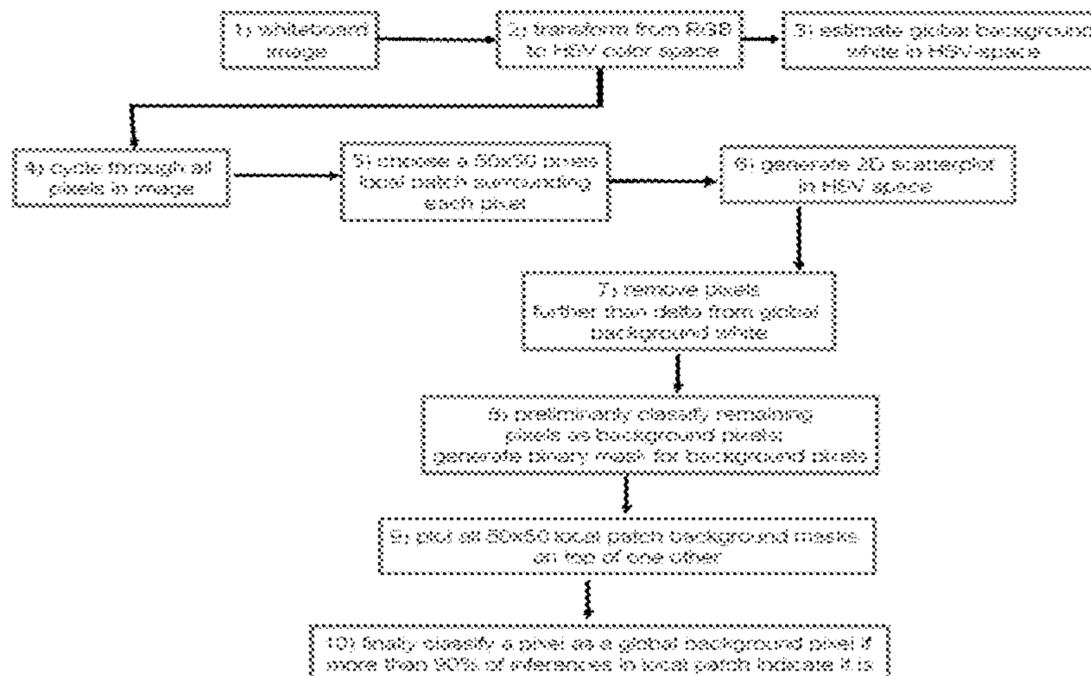 1) whiteboard
image
2) transform from RGB
to HSV color space
3) estimate global background
white in HSV-space
4) cycle through all
pixels in image
5) choose a 50x50 pixels
local patch surrounding
each pixel
6) generate 2D scatterplot
in HSV space
7) remove pixels
further than delta from global
background white
8) preliminarily classify remaining
pixels as background pixels;
generate binary mask for background pixels
9) plot all 50x50 local patch background masks
on top of one other
10) finally classify a pixel as a global background pixel if
more than 90% of inferences in local patch indicate it is